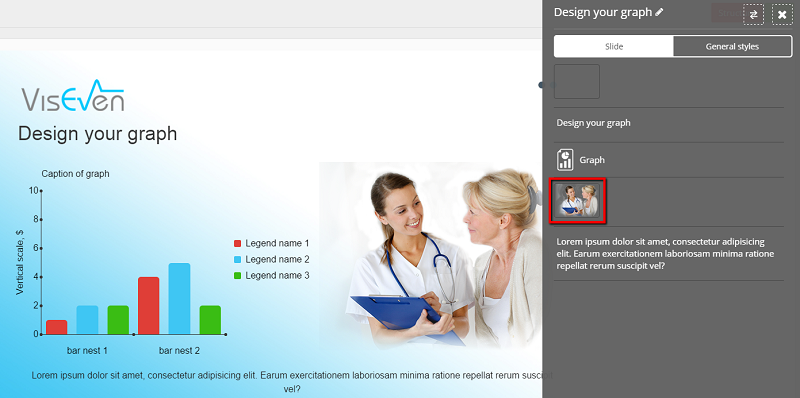 VisEven
Design your graph
Caption of graph
10
8
6
4
2
0
Vertical scale, $
bar nest 1
bar nest 2
Legend name 1
Legend name 2
Legend name 3
Lorem ipsum dolor sit amet, consectetur adipisicing elit. Earum exercitationem laboriosam minima ratione repellat rerum suscipit
vel?
Design your graph
Slide
General styles
Design your graph
Graph
Lorem ipsum dolor sit amet, consectetur adipisicing
elit. Earum exercitationem laboriosam minima ratione
repellat rerum suscipit vel?